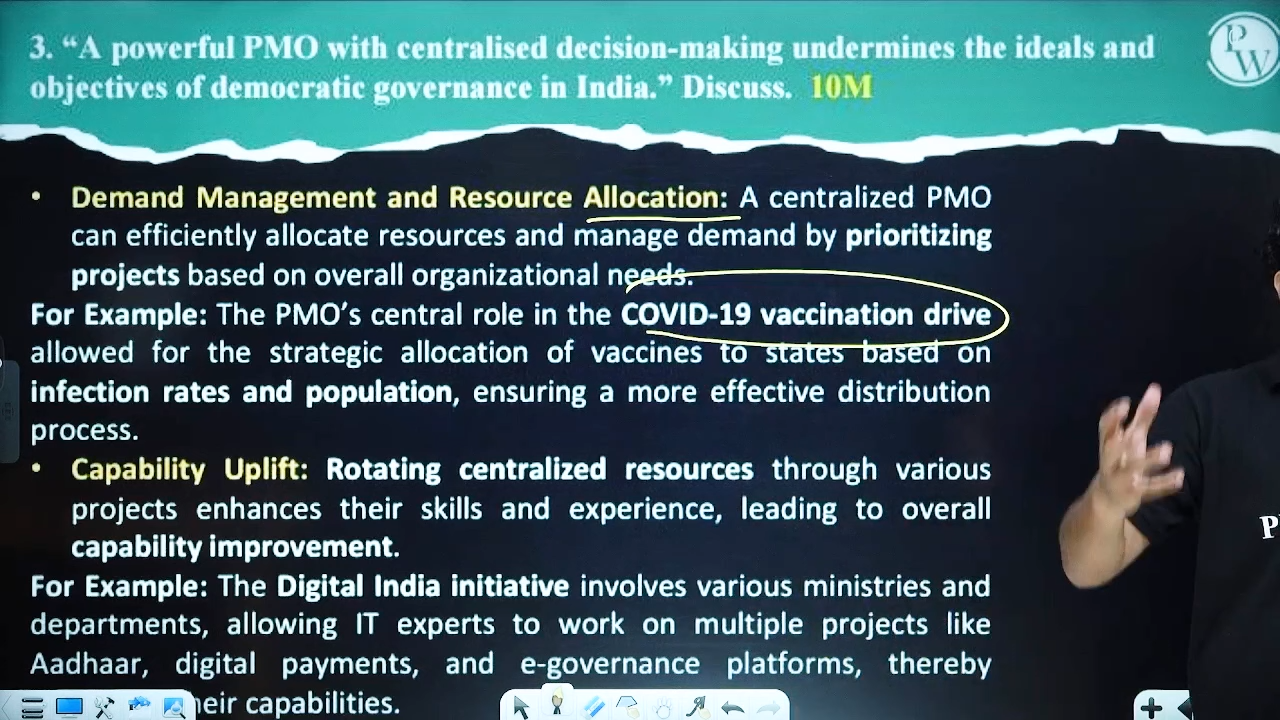 3. “A powerful PMO with centralised decision-making undermines the ideals and
objectives of democratic governance in India.” Discuss. 10M
PW
• Demand Management and Resource Allocation: A centralized PMO
can efficiently allocate resources and manage demand by prioritizing
projects based on overall organizational needs.
For Example: The PMO’s central role in the COVID-19 vaccination drive
allowed for the strategic allocation of vaccines to states based on
infection rates and population, ensuring a more effective distribution
process.
• Capability Uplift: Rotating centralized resources through various
projects enhances their skills and experience, leading to overall
capability improvement.
For Example: The Digital India initiative involves various ministries and
departments, allowing IT experts to work on multiple projects like
Aadhaar, digital payments, and e-governance platforms, thereby
capabilities.